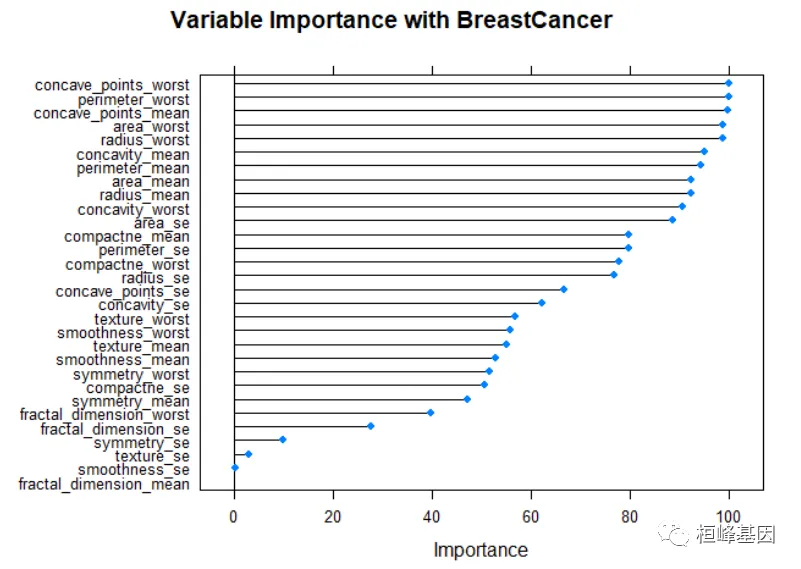 Variable Importance with BreastCancer
concave_points_worst
perimeter_worst
concave_points_mean
area_worst
radius_worst
concavity_mean
perimeter_mean
area_mean
radius_mean
concavity_worst
area_se
compactne_mean
perimeter_se
compactne_worst
radius_se
concave_points_se
concavity_se
texture_worst
smoothness_worst
texture_mean
smoothness_mean
symmetry_worst
compactne_se
symmetry_mean
fractal_dimension_worst
fractal_dimension_se
symmetry_se
texture_se
smoothness_se
fractal_dimension_mean
0 20 40 60 80 100
Importance
桓峰基因